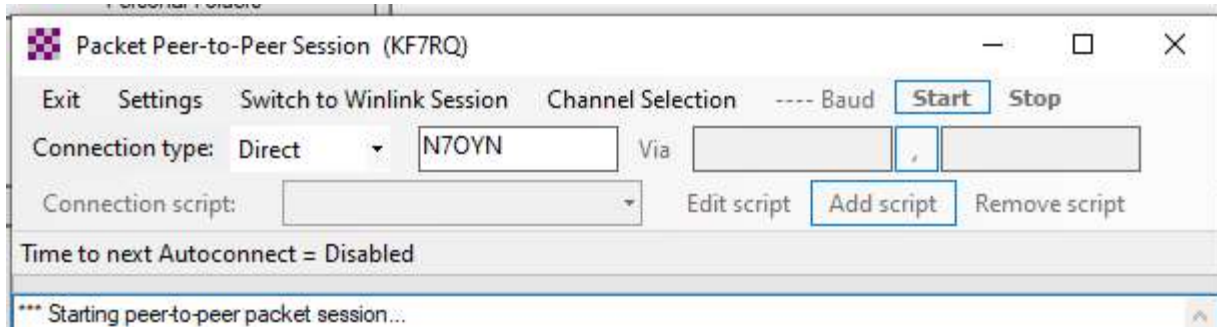 Personal Folders
Packet Peer-to-Peer Session (KF7RQ)
Exit Settings Switch to Winlink Session Channel Selection ---- Baud Start Stop
Connection type: Direct N7OYN Via ,
Connection script: Edit script Add script Remove script
Time to next Autoconnect = Disabled
*** Starting peer-to-peer packet session...